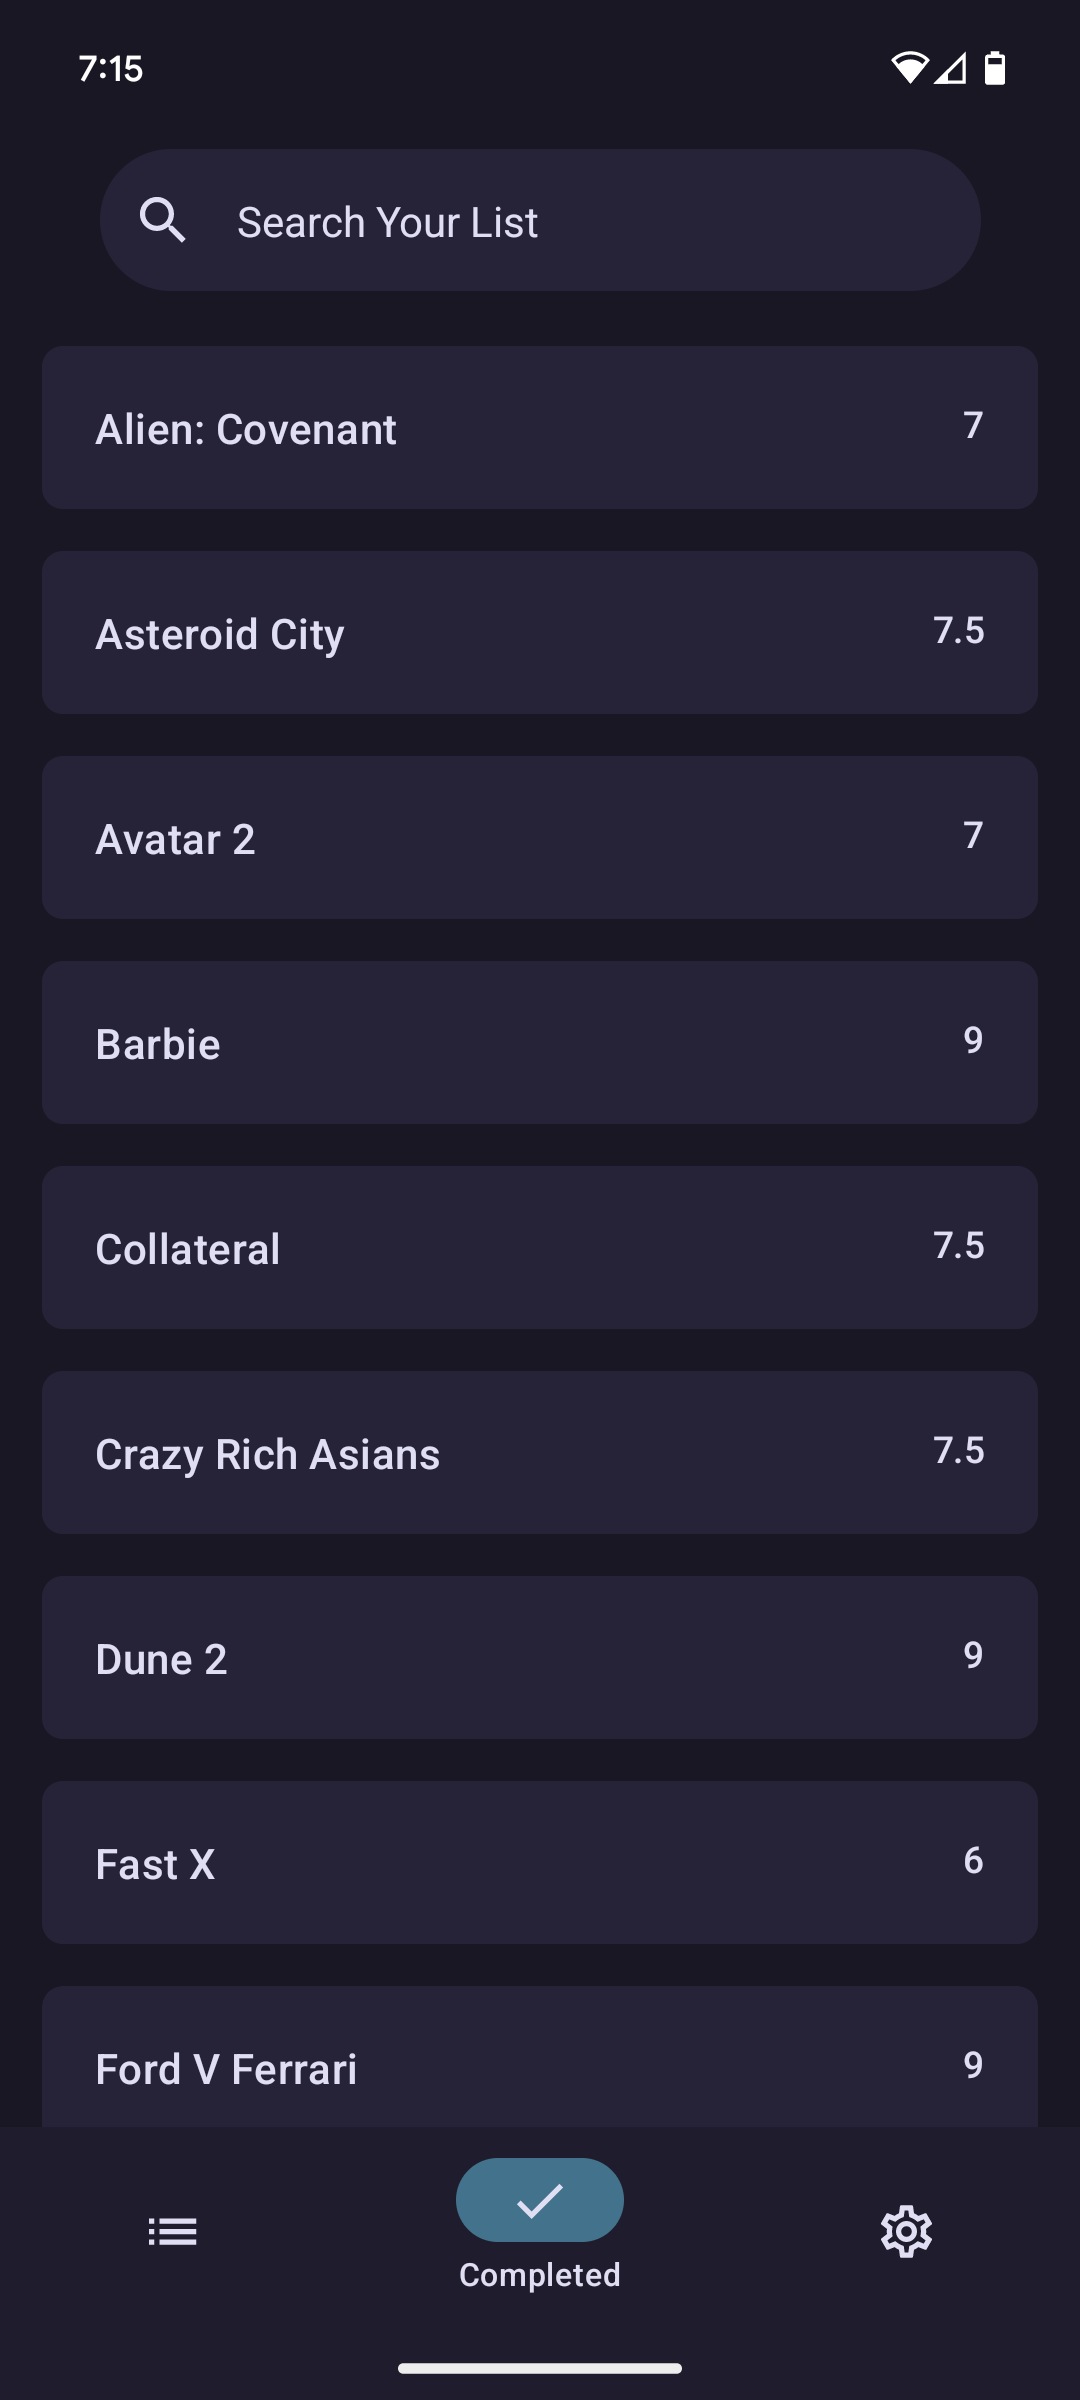 7:15
Search Your List
Alien: Covenant 7
Asteroid City 7.5
Avatar 2 7
Barbie 9
Collateral 7.5
Crazy Rich Asians 7.5
Dune 2 9
Fast X 6
Ford V Ferrari 9
Completed